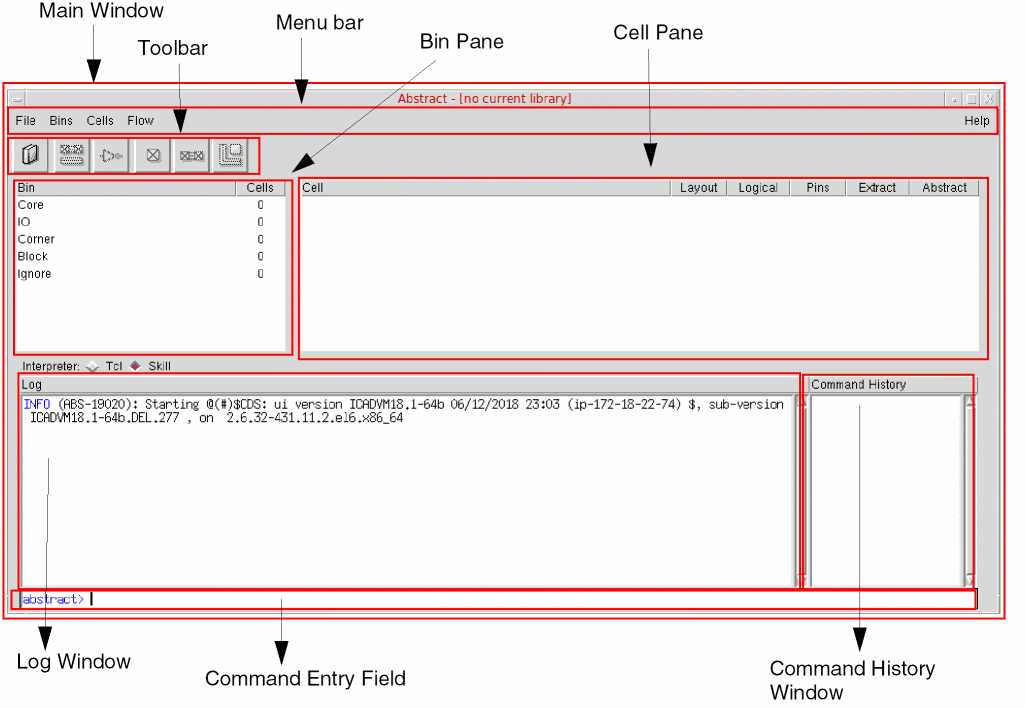 Main Window
Menu bar
Toolbar
Bin Pane
Cell Pane
Abstract - [no current library]
File Bins Cells Flow Help
Bin Cells
Core 0
IO 0
Corner 0
Block 0
Ignore 0
Cell Layout Logical Pins Extract Abstract
Interpreter: Tcl Skill
Log
INFO (ABS-19020): Starting @(#)$CDS: ui version ICADVM18.1-64b 06/12/2018 23:03 (ip-172-18-22-74) $, sub-version
ICADVM18.1-64b.DEL.277 , on 2.6.32-431.11.2.el6.x86_64
Command History
abstract>
Log Window
Command Entry Field
Command History
Window